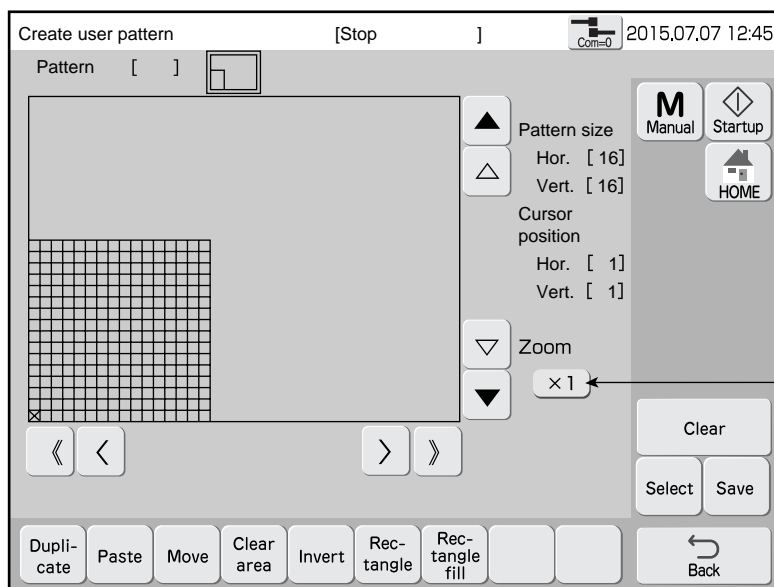 Create user pattern [Stop ] Com=0 2015.07.07 12:45
Pattern [ ]
M
Manual
Startup
HOME
Pattern size
Hor. [ 16]
Vert. [ 16]
Cursor
position
Hor. [ 1]
Vert. [ 1]
Zoom
×1
Clear
Select
Save
Dupli-
cate
Paste
Move
Clear
area
Invert
Rec-
tangle
Rec-
tangle
fill
Back